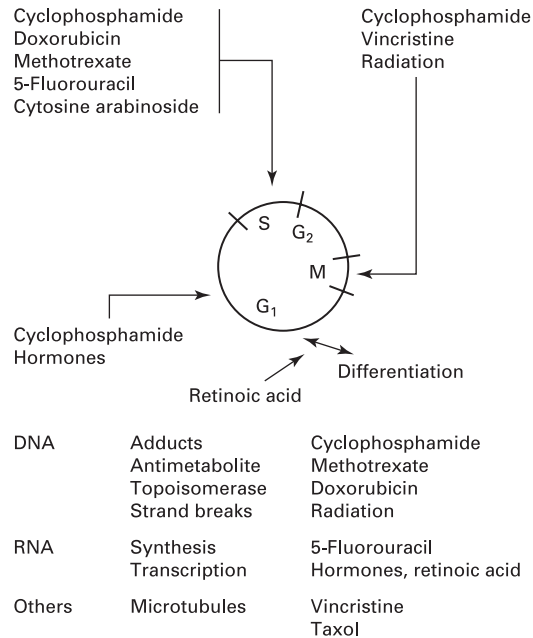 Cyclophosphamide
Doxorubicin
Methotrexate
5-Fluorouracil
Cytosine arabinoside
Cyclophosphamide
Vincristine
Radiation
S
G₂
M
G₁
Cyclophosphamide
Hormones
Retinoic acid
Differentiation
DNA Adducts Cyclophosphamide
Antimetabolite Methotrexate
Topoisomerase Doxorubicin
Strand breaks Radiation
RNA Synthesis 5-Fluorouracil
Transcription Hormones, retinoic acid
Others Microtubules Vincristine
Taxol